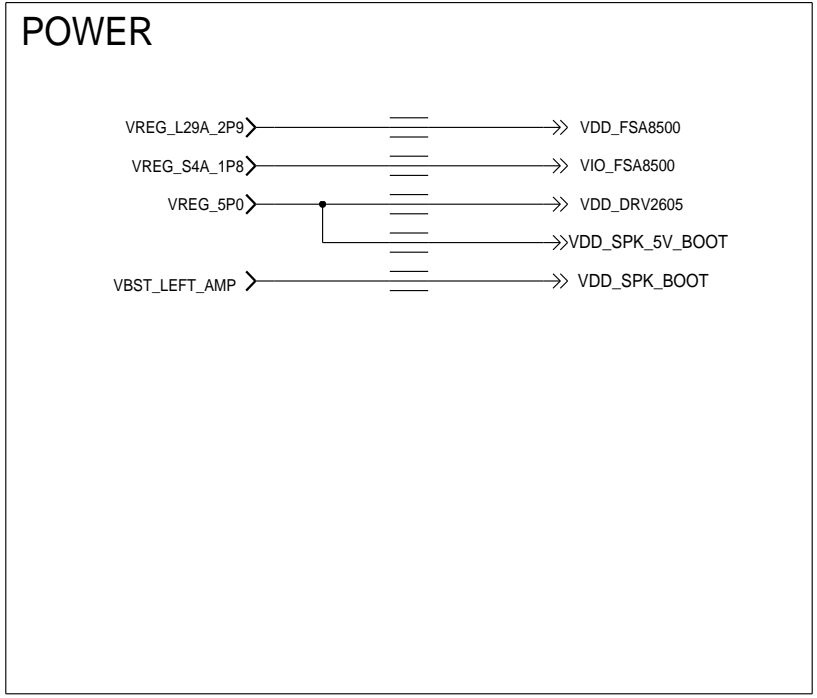 POWER
VREG_L29A_2P9 VDD_FSA8500
VREG_S4A_1P8 VIO_FSA8500
VREG_5P0 VDD_DRV2605
VDD_SPK_5V_BOOT
VBST_LEFT_AMP VDD_SPK_BOOT